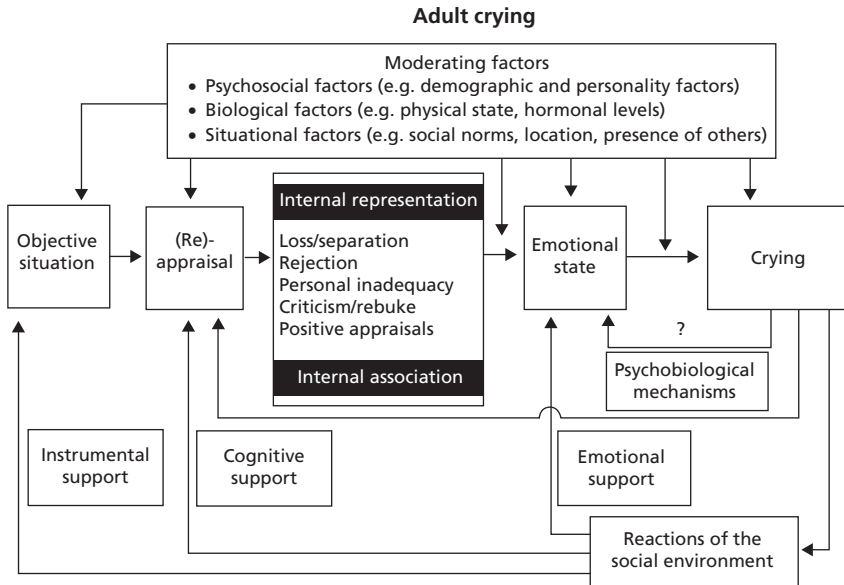 Adult crying
Moderating factors
• Psychosocial factors (e.g. demographic and personality factors)
• Biological factors (e.g. physical state, hormonal levels)
• Situational factors (e.g. social norms, location, presence of others)
Objective
situation
(Re)-
appraisal
Internal representation
Loss/separation
Rejection
Personal inadequacy
Criticism/rebuke
Positive appraisals
Internal association
Emotional
state
Crying
?
Psychobiological
mechanisms
Instrumental
support
Cognitive
support
Emotional
support
Reactions of the
social environment